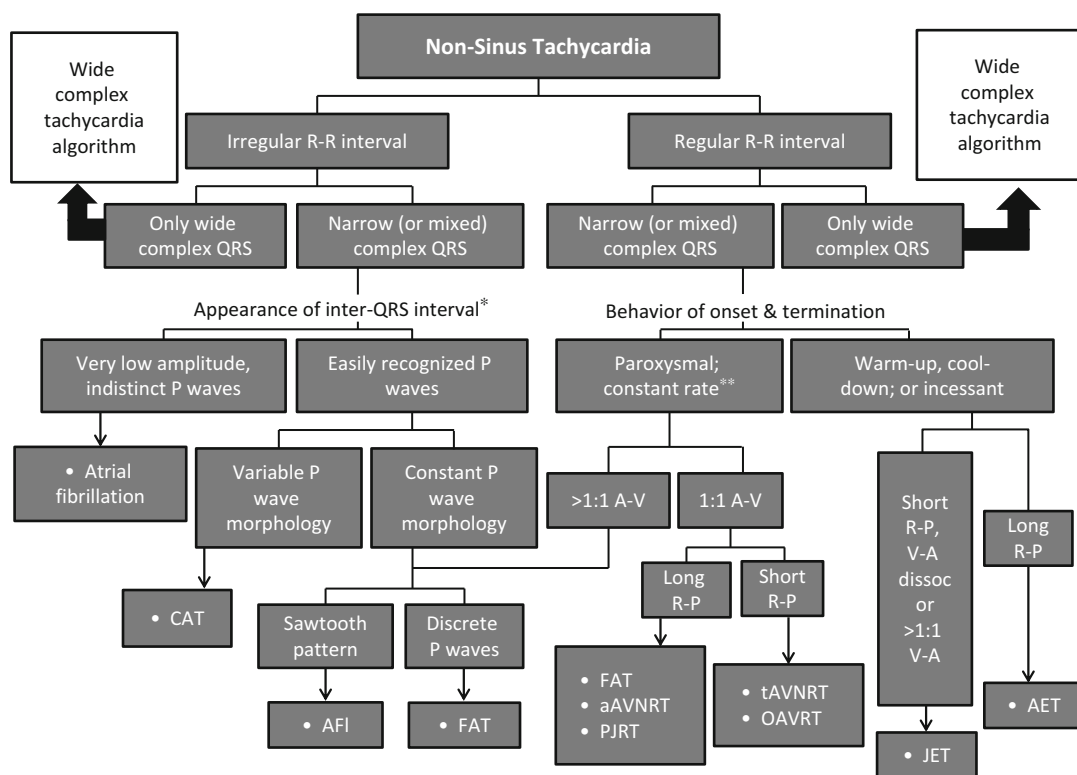 Non-Sinus Tachycardia
Wide
complex
tachycardia
algorithm
Wide
complex
tachycardia
algorithm
Irregular R-R interval
Regular R-R interval
Only wide
complex QRS
Narrow (or mixed)
complex QRS
Narrow (or mixed)
complex QRS
Only wide
complex QRS
Appearance of inter-QRS interval*
Behavior of onset & termination
Very low amplitude,
indistinct P waves
Easily recognized P
waves
Paroxysmal;
constant rate**
Warm-up, cool-
down; or incessant
• Atrial
fibrillation
Variable P
wave
morphology
Constant P
wave
morphology
>1:1 A-V
1:1 A-V
Short
R-P,
V-A
dissoc
or
>1:1
V-A
Long
R-P
Long
R-P
Short
R-P
• CAT
Sawtooth
pattern
Discrete
P waves
• FAT
• aAVNRT
• PJRT
• tAVNRT
• OAVRT
• AET
• AFl
• FAT
• JET